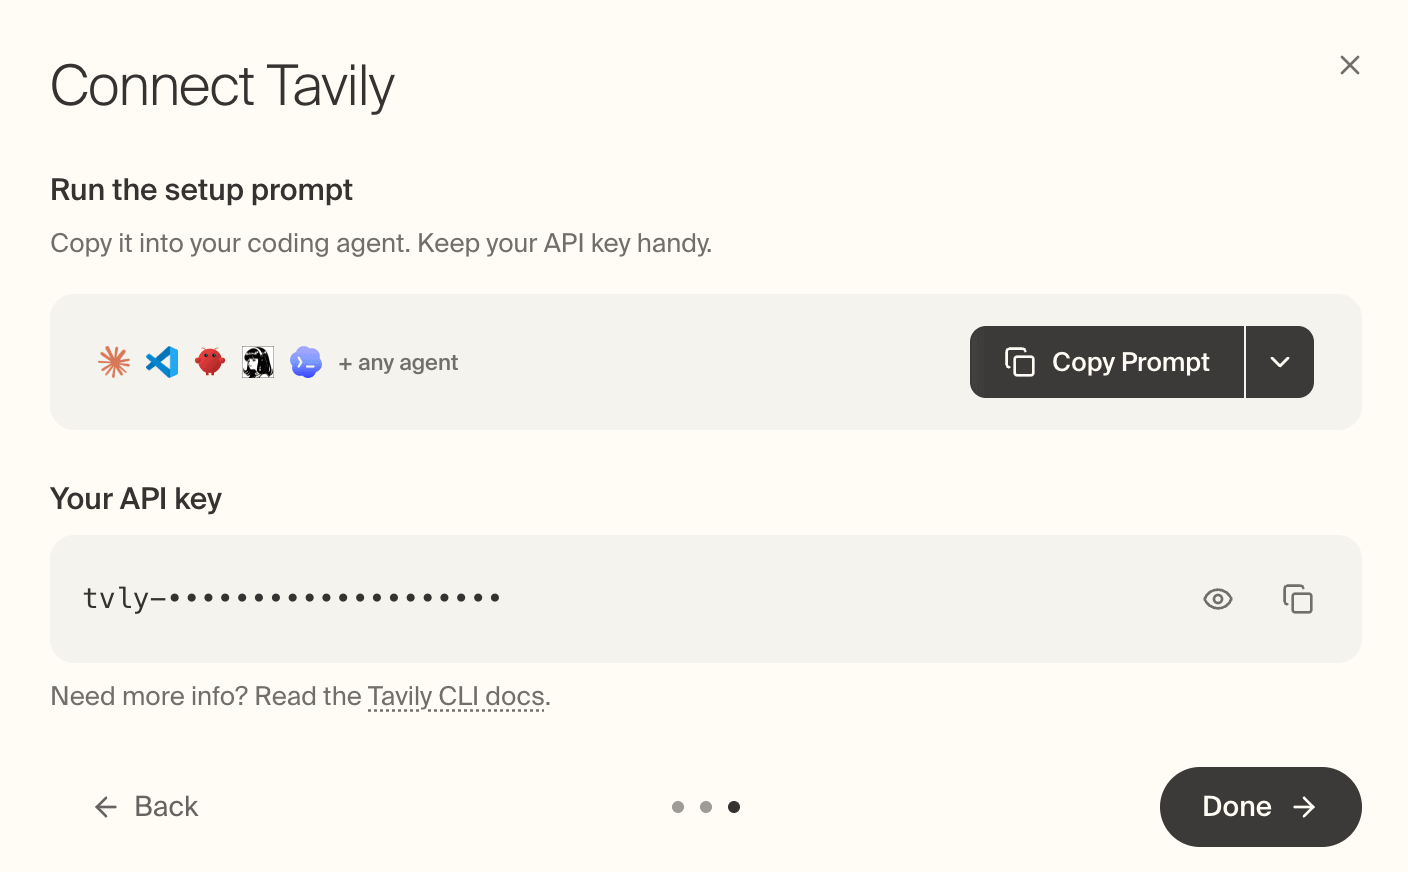 Connect Tavily
Run the setup prompt
Copy it into your coding agent. Keep your API key handy.
+ any agent
Copy Prompt
Your API key
tvly-••••••••••••••••••••
Need more info? Read the Tavily CLI docs.
Back
Done